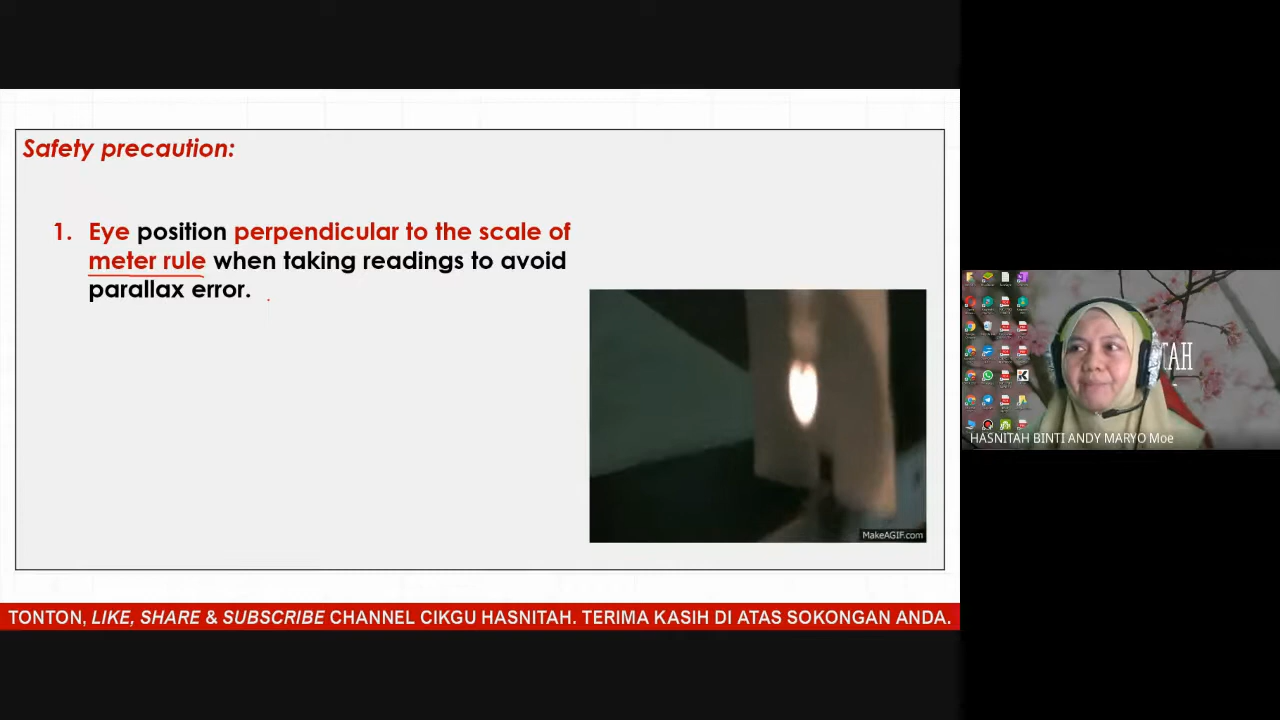 Safety precaution:
1. Eye position perpendicular to the scale of
meter rule when taking readings to avoid
parallax error.
MakeAGIF.com
TAH
HASNITAH BINTI ANDY MARYO Moe
TONTON, LIKE, SHARE & SUBSCRIBE CHANNEL CIKGU HASNITAH. TERIMA KASIH DI ATAS SOKONGAN ANDA.